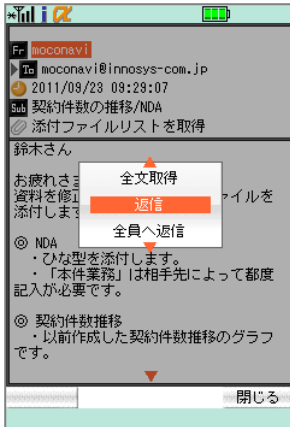 i α
Fr moconavi
To moconavi@innosys-com.jp
2011/09/23 09:29:07
Sub 契約件数の推移/NDA
添付ファイルリストを取得
鈴木さん
お疲れさ
資料を修正 ァイルを
添付しま
全文取得
返信
全員へ返信
◎ NDA
・ひな型を添付します。
・「本件業務」は相手先によって都度
記入が必要です。
◎ 契約件数推移
・以前作成した契約件数推移のグラフ
です。
閉じる